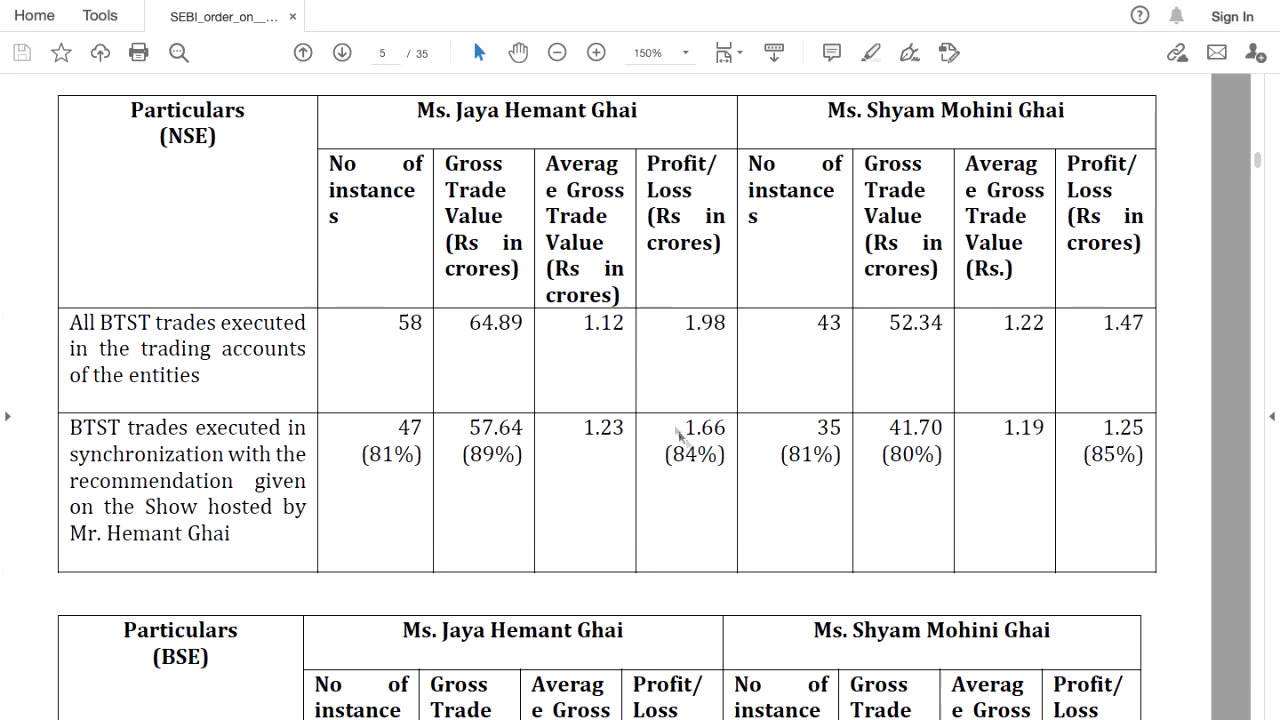 Home Tools SEBI_order_on__... × Sign In
5 / 35 150%
Particulars
(NSE)
Ms. Jaya Hemant Ghai
Ms. Shyam Mohini Ghai
No of
instance
s
Gross
Trade
Value
(Rs in
crores)
Averag
e Gross
Trade
Value
(Rs in
crores)
Profit/
Loss
(Rs in
crores)
No of
instance
s
Gross
Trade
Value
(Rs in
crores)
Averag
e Gross
Trade
Value
(Rs.)
Profit/
Loss
(Rs in
crores)
All BTST trades executed
in the trading accounts
of the entities
58
64.89
1.12
1.98
43
52.34
1.22
1.47
BTST trades executed in
synchronization with the
recommendation given
on the Show hosted by
Mr. Hemant Ghai
47
(81%)
57.64
(89%)
1.23
1.66
(84%)
35
(81%)
41.70
(80%)
1.19
1.25
(85%)
Particulars
(BSE)
Ms. Jaya Hemant Ghai
Ms. Shyam Mohini Ghai
No of
instance
Gross
Trade
Averag
e Gross
Profit/
Loss
No of
instance
Gross
Trade
Averag
e Gross
Profit/
Loss